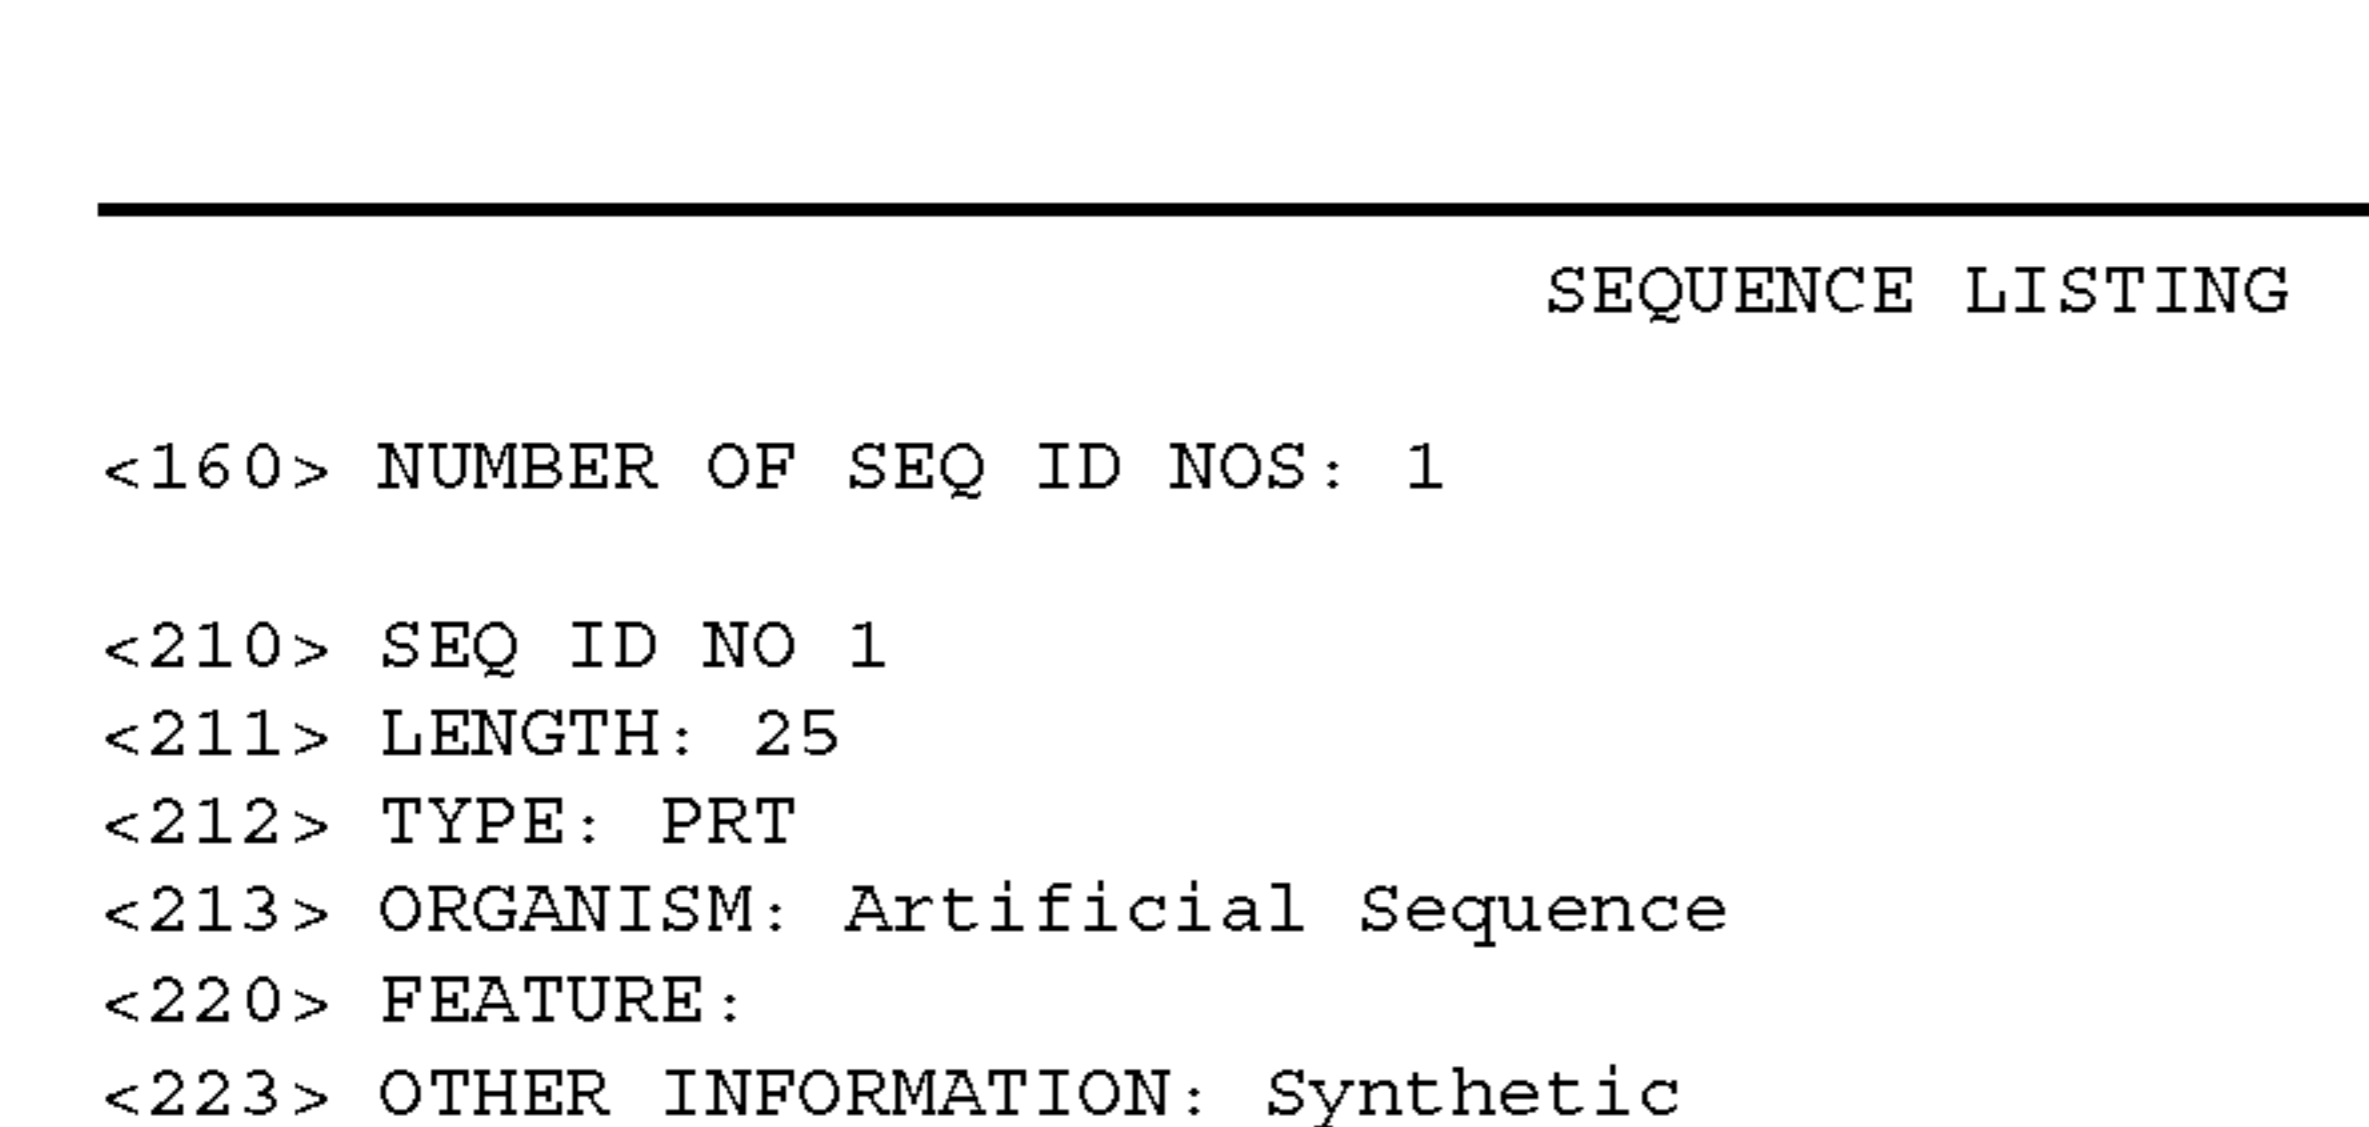 SEQUENCE LISTING
<160> NUMBER OF SEQ ID NOS: 1
<210> SEQ ID NO 1
<211> LENGTH: 25
<212> TYPE: PRT
<213> ORGANISM: Artificial Sequence
<220> FEATURE:
<223> OTHER INFORMATION: Synthetic